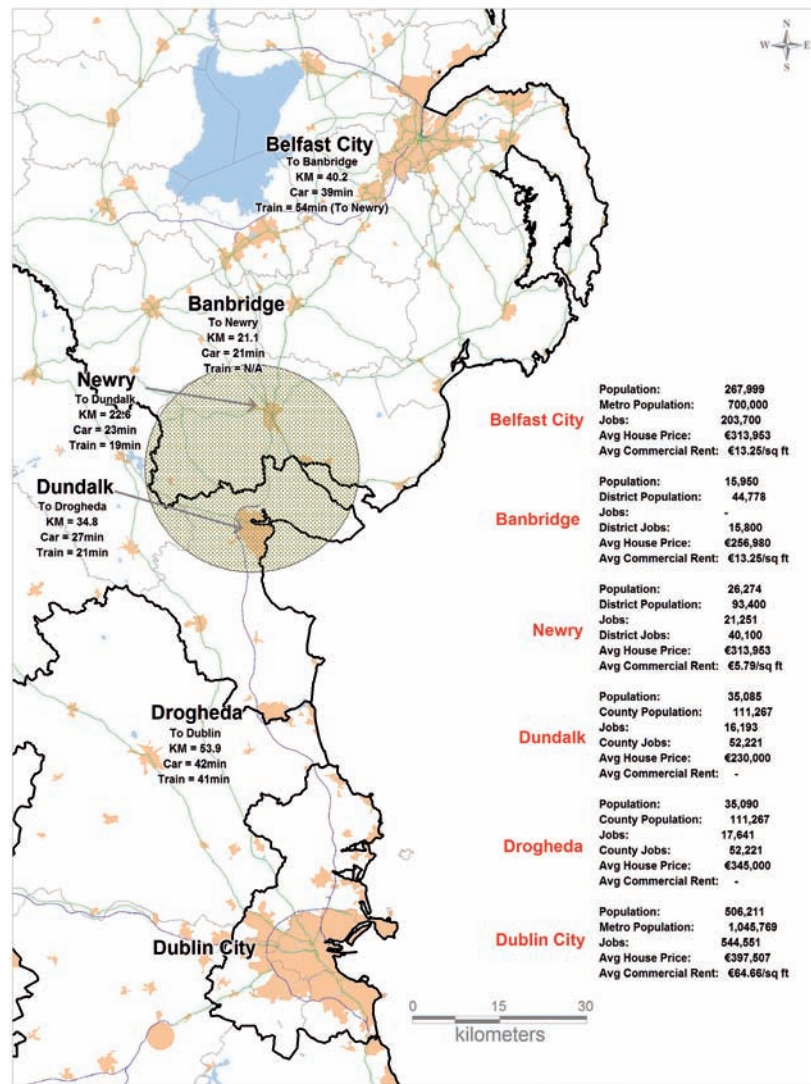 N
W E
S
Belfast City
To Banbridge
KM = 40.2
Car = 39min
Train = 54min (To Newry)
Banbridge
To Newry
KM = 21.1
Car = 21min
Train = N/A
Newry
To Dundalk
KM = 22.6
Car = 23min
Train = 19min
Dundalk
To Drogheda
KM = 34.8
Car = 27min
Train = 21min
Drogheda
To Dublin
KM = 53.9
Car = 42min
Train = 41min
Dublin City
Belfast City
Population: 267,999
Metro Population: 700,000
Jobs: 203,700
Avg House Price: €313,953
Avg Commercial Rent: €13.25/sq ft
Banbridge
Population: 15,950
District Population: 44,778
Jobs: -
District Jobs: 15,800
Avg House Price: €256,980
Avg Commercial Rent: €13.25/sq ft
Newry
Population: 26,274
District Population: 93,400
Jobs: 21,251
District Jobs: 40,100
Avg House Price: €313,953
Avg Commercial Rent: €5.79/sq ft
Dundalk
Population: 35,085
County Population: 111,267
Jobs: 16,193
County Jobs: 52,221
Avg House Price: €230,000
Avg Commercial Rent: -
Drogheda
Population: 35,090
County Population: 111,267
Jobs: 17,641
County Jobs: 52,221
Avg House Price: €345,000
Avg Commercial Rent: -
Dublin City
Population: 506,211
Metro Population: 1,045,769
Jobs: 544,551
Avg House Price: €397,507
Avg Commercial Rent: €64.66/sq ft
0 15 30
kilometers